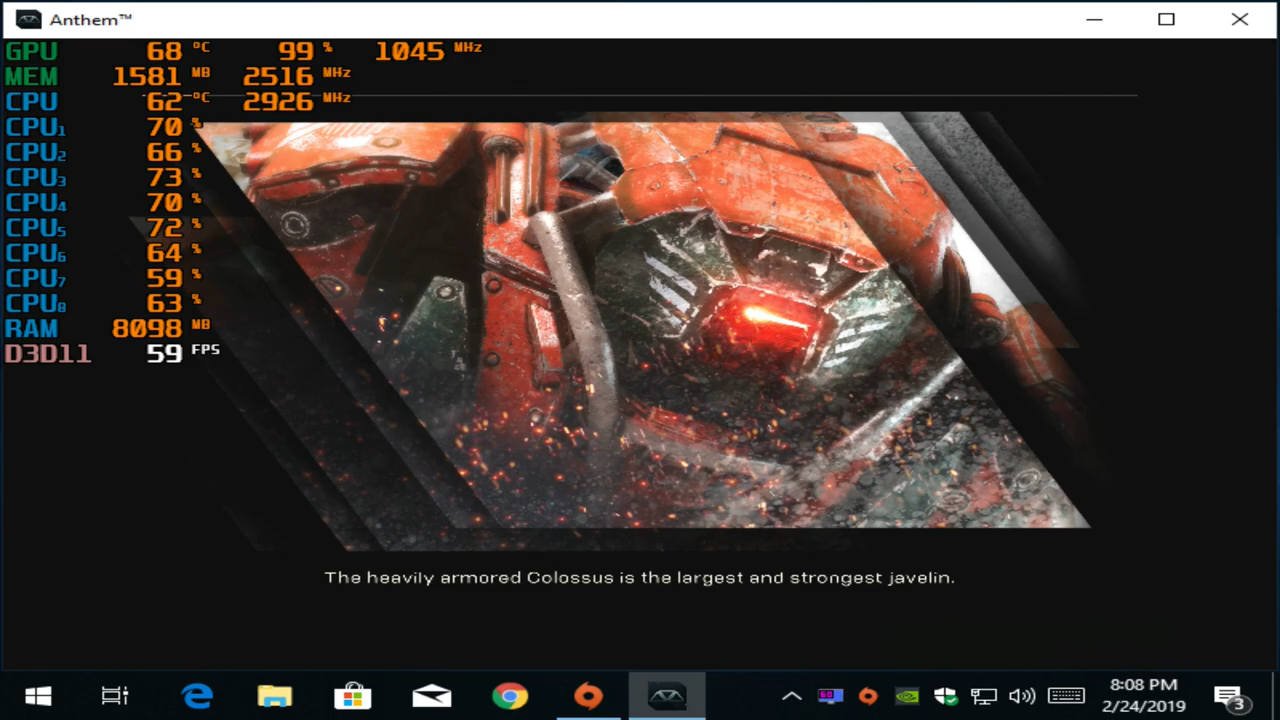 Anthem™
GPU 68 °C 99 % 1045 MHz
MEM 1581 MB 2516 MHz
CPU 62 °C 2926 MHz
CPU1 70 %
CPU2 66 %
CPU3 73 %
CPU4 70 %
CPU5 72 %
CPU6 64 %
CPU7 59 %
CPU8 63 %
RAM 8098 MB
D3D11 59 FPS
The heavily armored Colossus is the largest and strongest javelin.
60
8:08 PM
2/24/2019
3